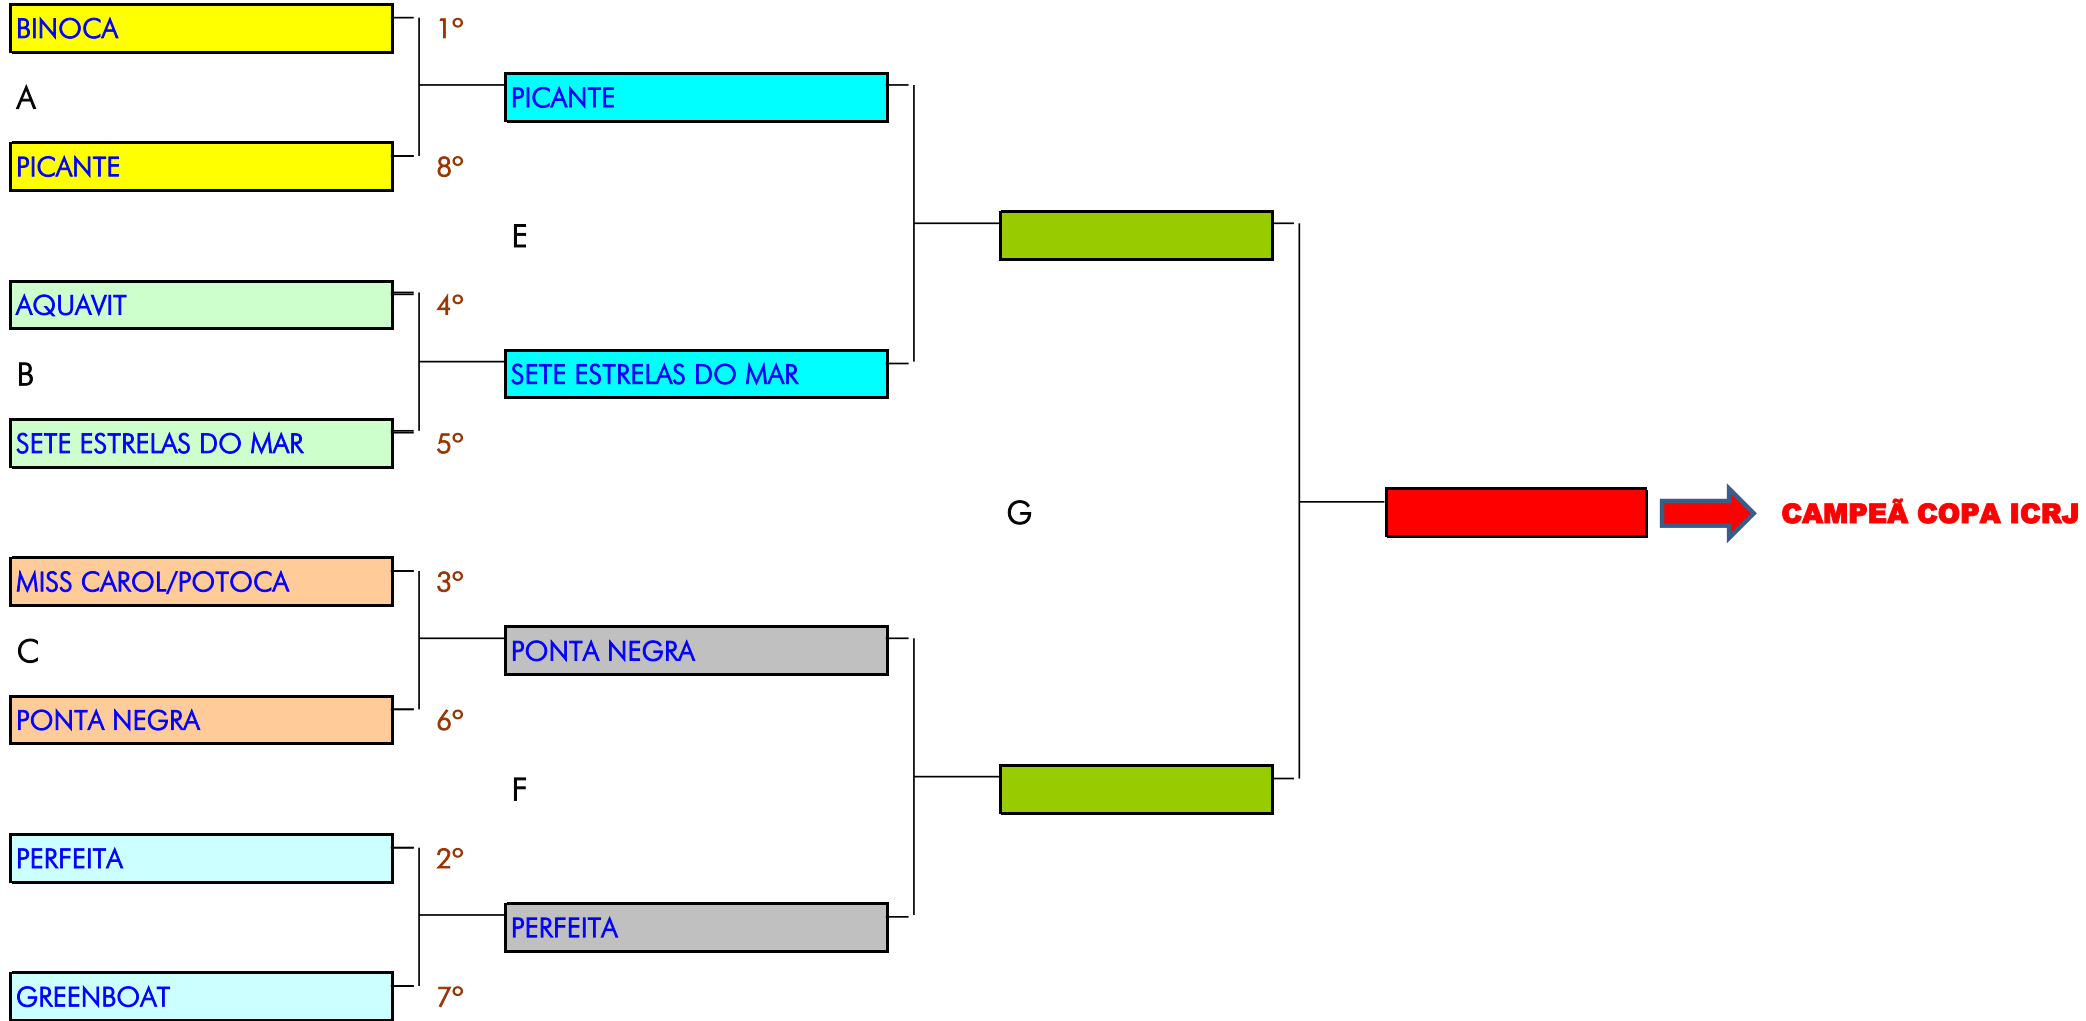 BINOCA
1º
A
PICANTE
PICANTE
8º
E
AQUAVIT
4º
B
SETE ESTRELAS DO MAR
SETE ESTRELAS DO MAR
5º
G
CAMPEÃ COPA ICRJ
MISS CAROL/POTOCA
3º
C
PONTA NEGRA
PONTA NEGRA
6º
F
PERFEITA
2º
PERFEITA
GREENBOAT
7º